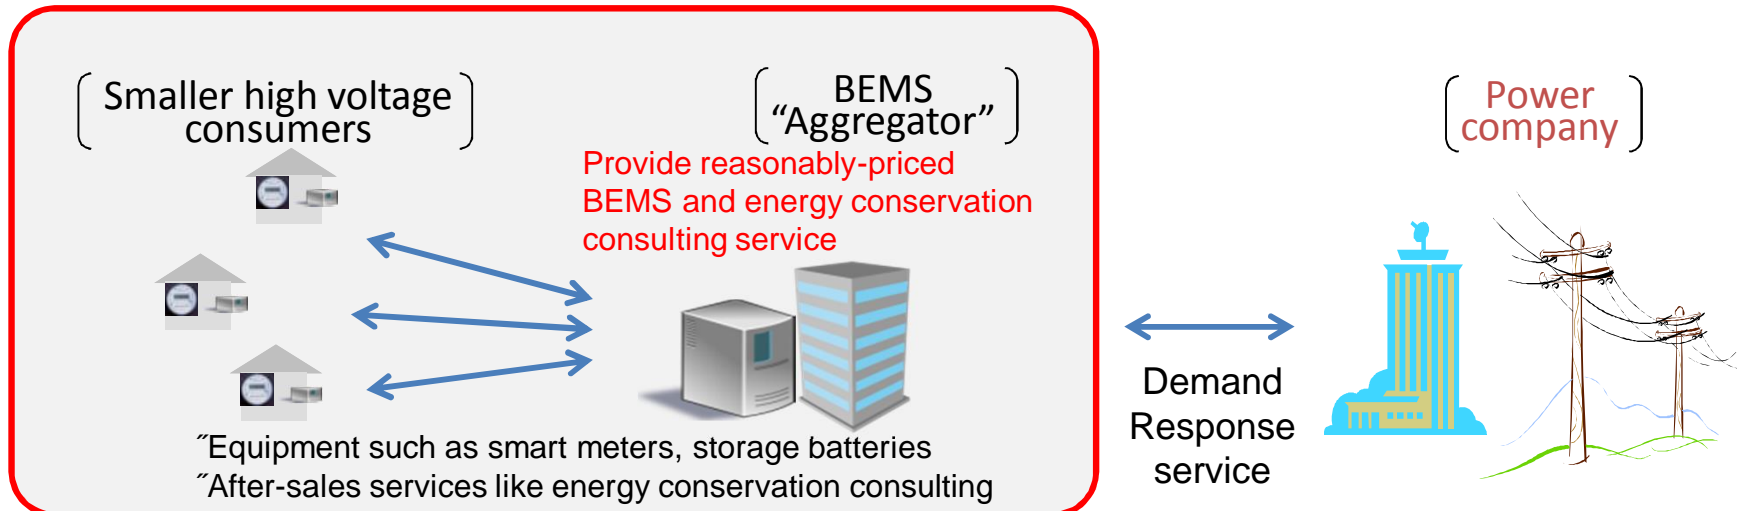 Smaller high voltage
consumers
BEMS
“Aggregator”
Provide reasonably-priced
BEMS and energy conservation
consulting service
˝Equipment such as smart meters, storage batteries
˝After-sales services like energy conservation consulting
Demand
Response
service
Power
company